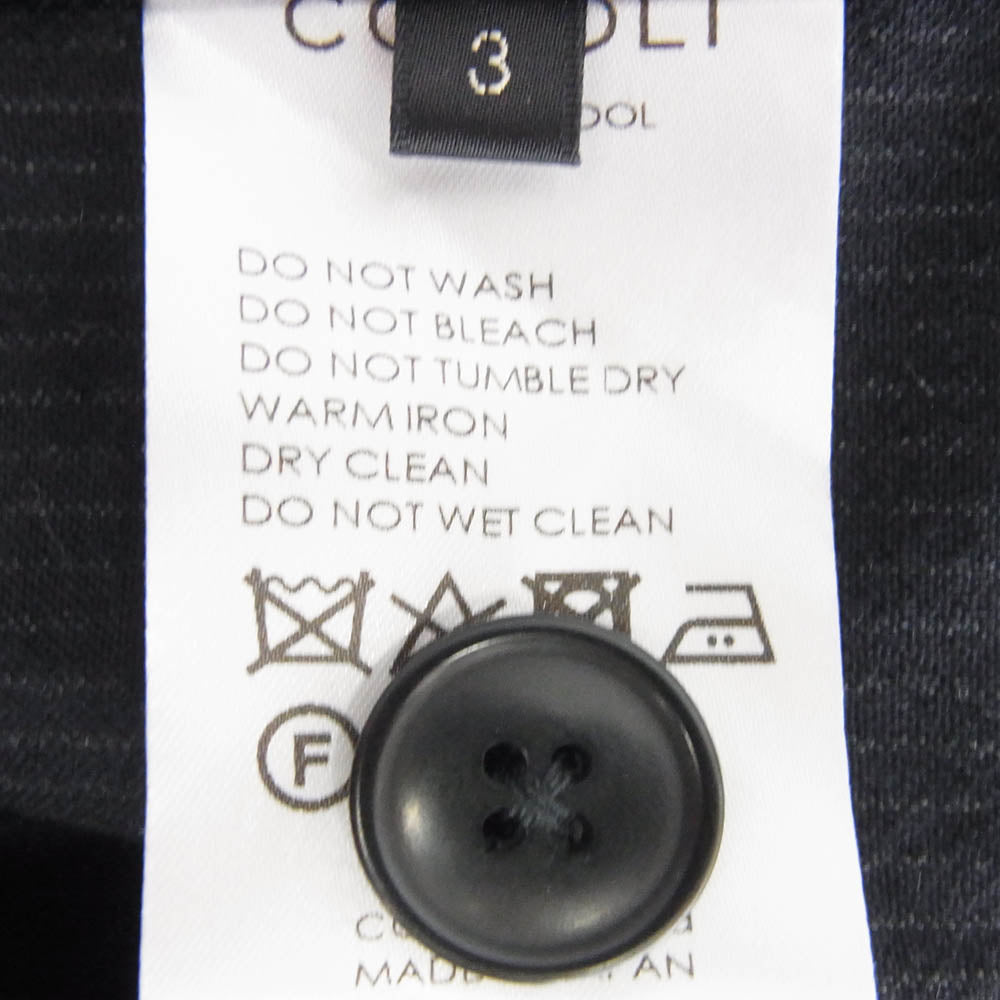 3
DO NOT WASH
DO NOT BLEACH
DO NOT TUMBLE DRY
WARM IRON
DRY CLEAN
DO NOT WET CLEAN
F